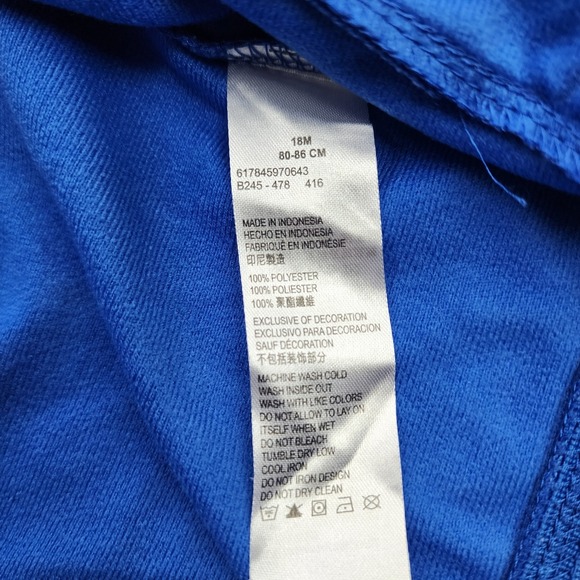 18M
80-86 CM
617845970643
B245 - 478 416
MADE IN INDONESIA
HECHO EN INDONESIA
FABRIQUÉ EN INDONÉSIE
印尼製造
100% POLYESTER
100% POLIESTER
100% 聚酯纖維
EXCLUSIVE OF DECORATION
EXCLUSIVO PARA DECORACION
SAUF DÉCORATION
不包括装饰部分
MACHINE WASH COLD
WASH INSIDE OUT
WASH WITH LIKE COLORS
DO NOT ALLOW TO LAY ON
ITSELF WHEN WET
DO NOT BLEACH
TUMBLE DRY LOW
COOL IRON
DO NOT IRON DESIGN
DO NOT DRY CLEAN